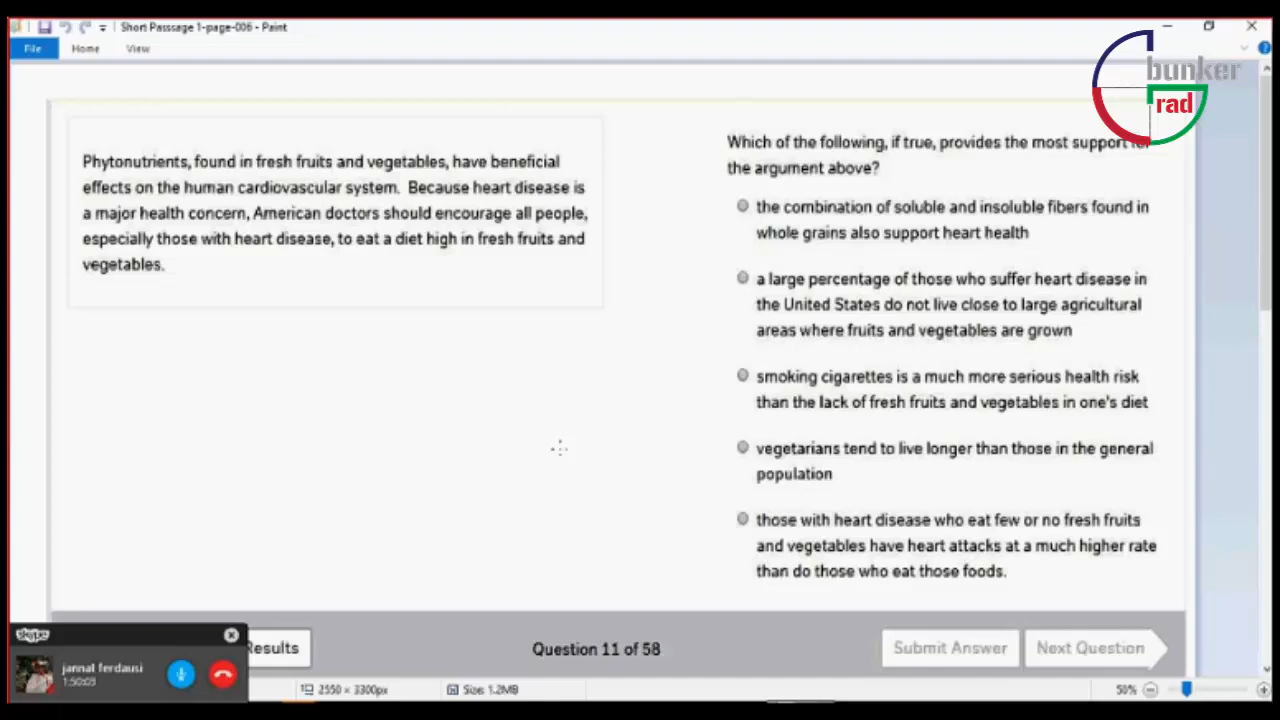 Short Passsage 1-page-006 - Paint
File Home View
bunker
rad
Phytonutrients, found in fresh fruits and vegetables, have beneficial
effects on the human cardiovascular system. Because heart disease is
a major health concern, American doctors should encourage all people,
especially those with heart disease, to eat a diet high in fresh fruits and
vegetables.
Which of the following, if true, provides the most support for
the argument above?
the combination of soluble and insoluble fibers found in
whole grains also support heart health
a large percentage of those who suffer heart disease in
the United States do not live close to large agricultural
areas where fruits and vegetables are grown
smoking cigarettes is a much more serious health risk
than the lack of fresh fruits and vegetables in one's diet
vegetarians tend to live longer than those in the general
population
those with heart disease who eat few or no fresh fruits
and vegetables have heart attacks at a much higher rate
than do those who eat those foods.
skype
jannal ferdausi
1:50:03
Results
Question 11 of 58
Submit Answer
Next Question
2550 × 3300px
Size: 1.2MB
50%